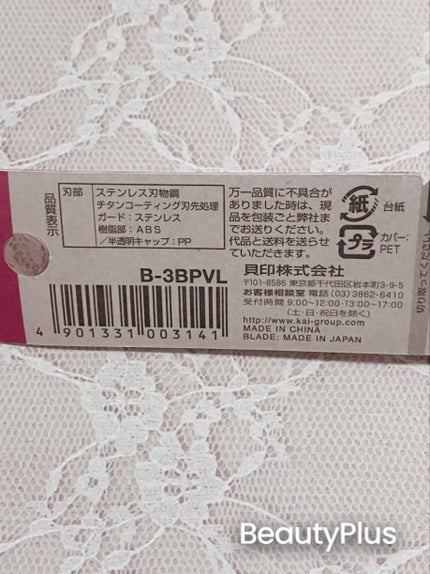 品質表示
刃部
ステンレス刃物鋼
チタンコーティング刃先処理
ガード：ステンレス
樹脂部：ABS
／半透明キャップ：PP
万一品質に不具合が
ありました時は、現
品を包装ごと弊社ま
でお送りください。
代品と送料を送らせ
ていただきます。
紙 台紙
プラ カバー：
PET
B-3BPVL
4 901331 003141
貝印株式会社
〒101-8586 東京都千代田区岩本町3-9-5
お客様相談室 電話(03)3862-6410
受付時間 9:00~12:00・13:00~17:00
(土・日・祝日を除く)
http://www.kai-group.com
MADE IN CHINA
BLADE: MADE IN JAPAN
BeautyPlus